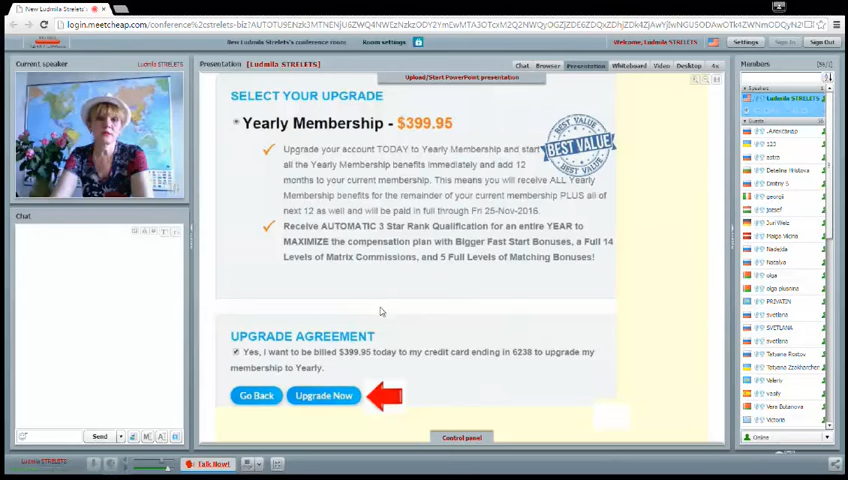 New Ludmila Strelets's
login.meetcheap.com/conference
New Ludmila Strelets's conference room
Room settings
Welcome, Ludmila STRELETS
Settings
Sign In
Sign Out
Current speaker
Ludmila STRELETS
Presentation
[Ludmila STRELETS]
Chat
Browser
Presentation
Whiteboard
Video
Desktop
Members
Upload/Start PowerPoint presentation
SELECT YOUR UPGRADE
Yearly Membership - $399.95
BEST VALUE
Upgrade your account TODAY to Yearly Membership and start
all the Yearly Membership benefits immediately and add 12
months to your current membership. This means you will receive ALL Yearly
Membership benefits for the remainder of your current membership PLUS all of
next 12 as well and will be paid in full through Fri 25-Nov-2016.
Receive AUTOMATIC 3 Star Rank Qualification for an entire YEAR to
MAXIMIZE the compensation plan with Bigger Fast Start Bonuses, a Full 14
Levels of Matrix Commissions, and 5 Full Levels of Matching Bonuses!
UPGRADE AGREEMENT
Yes, I want to be billed $399.95 today to my credit card ending in 6238 to upgrade my
membership to Yearly.
Go Back
Upgrade Now
Control panel
Chat
Send
Speakers
Ludmila STRELETS
Guests
123
astra
Dmitriy S
georgii
Juri Welz
Nadejda
Natalya
olga
olga plusnina
PRIVATIN
svetlana
SVETLANA
Tatyana Rostov
Valeriy
vasily
Victoria
Online
Ludmila STRELETS
Talk Now!